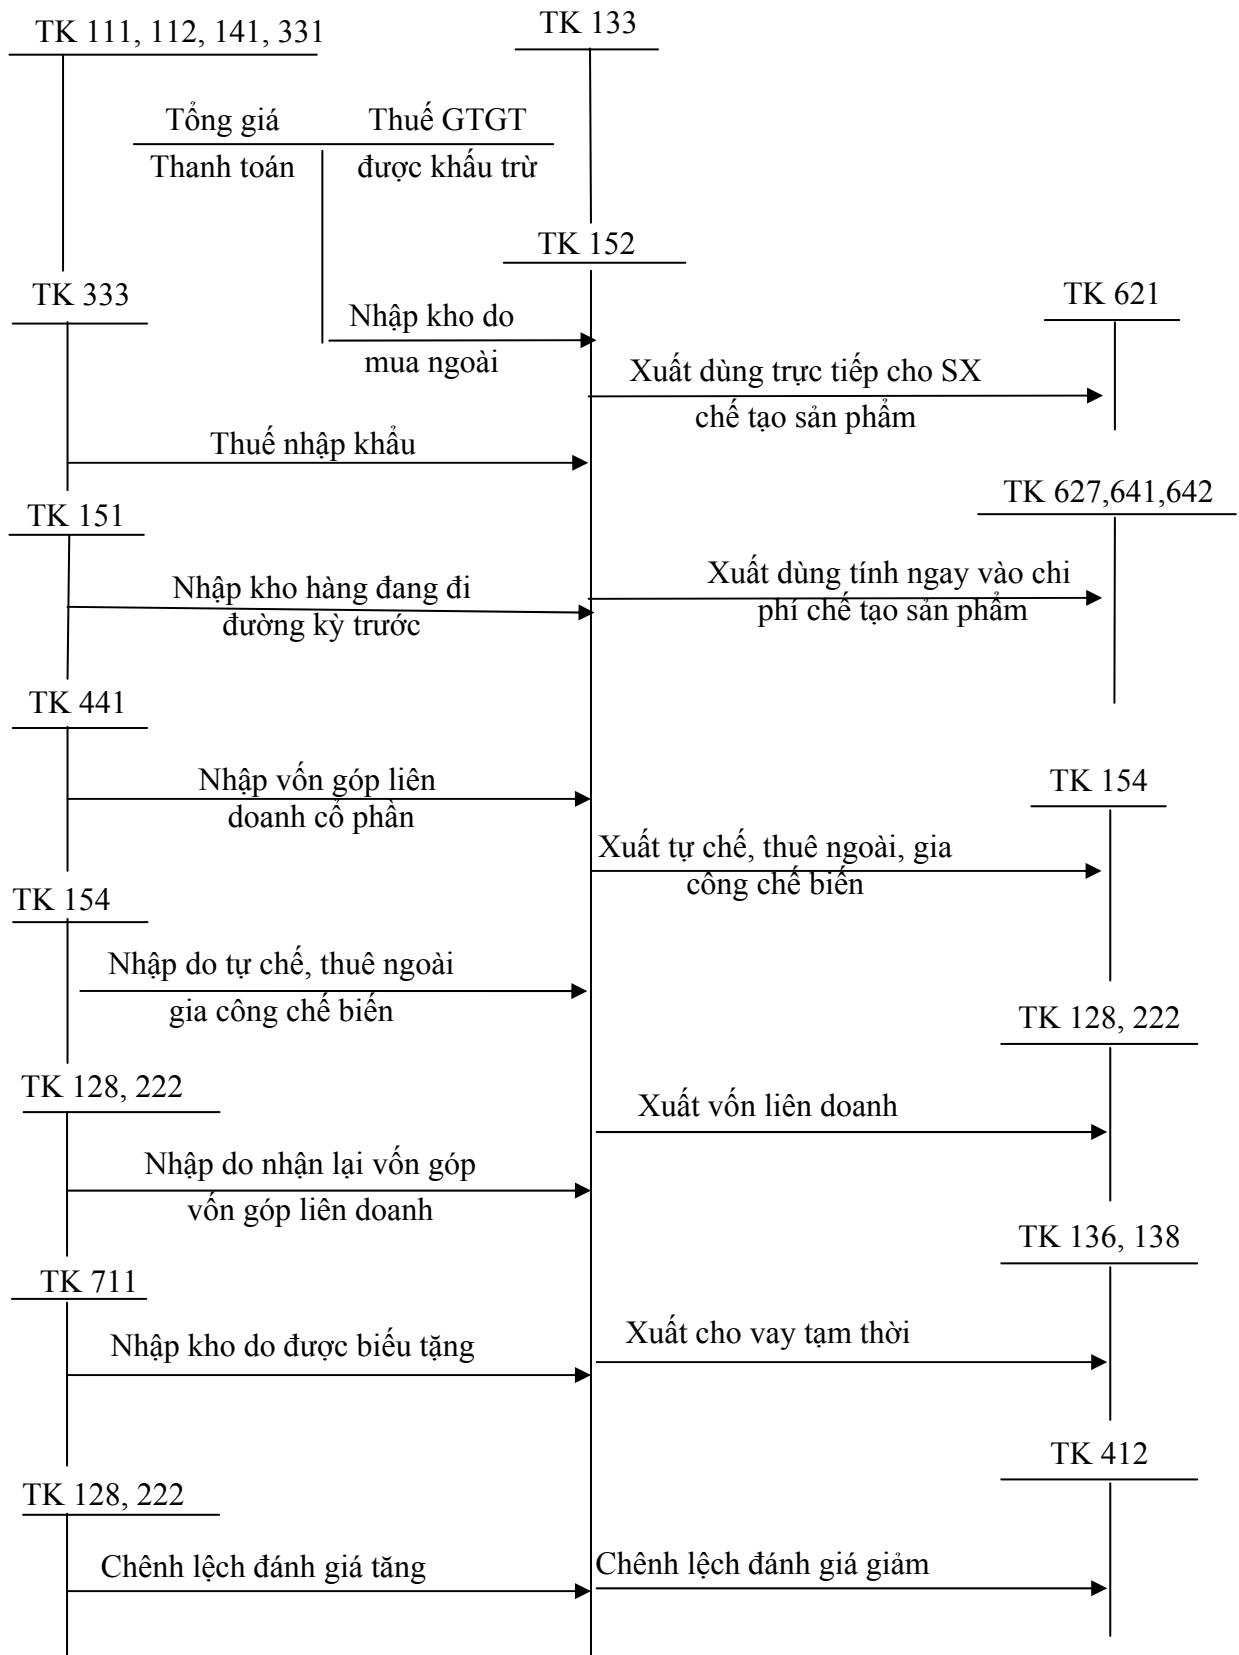 TK 111, 112, 141, 331
TK 133
Tổng giá
Thuế GTGT
Thanh toán
được khấu trừ
TK 152
TK 333
TK 621
Nhập kho do
mua ngoài
Xuất dùng trực tiếp cho SX
chế tạo sản phẩm
Thuế nhập khẩu
TK 627,641,642
TK 151
Nhập kho hàng đang đi
đường kỳ trước
Xuất dùng tính ngay vào chi
phí chế tạo sản phẩm
TK 441
Nhập vốn góp liên
doanh cổ phần
TK 154
Xuất tự chế, thuê ngoài, gia
công chế biến
TK 154
Nhập do tự chế, thuê ngoài
gia công chế biến
TK 128, 222
TK 128, 222
Xuất vốn liên doanh
Nhập do nhận lại vốn góp
vốn góp liên doanh
TK 136, 138
TK 711
Nhập kho do được biếu tặng
Xuất cho vay tạm thời
TK 412
TK 128, 222
Chênh lệch đánh giá tăng
Chênh lệch đánh giá giảm